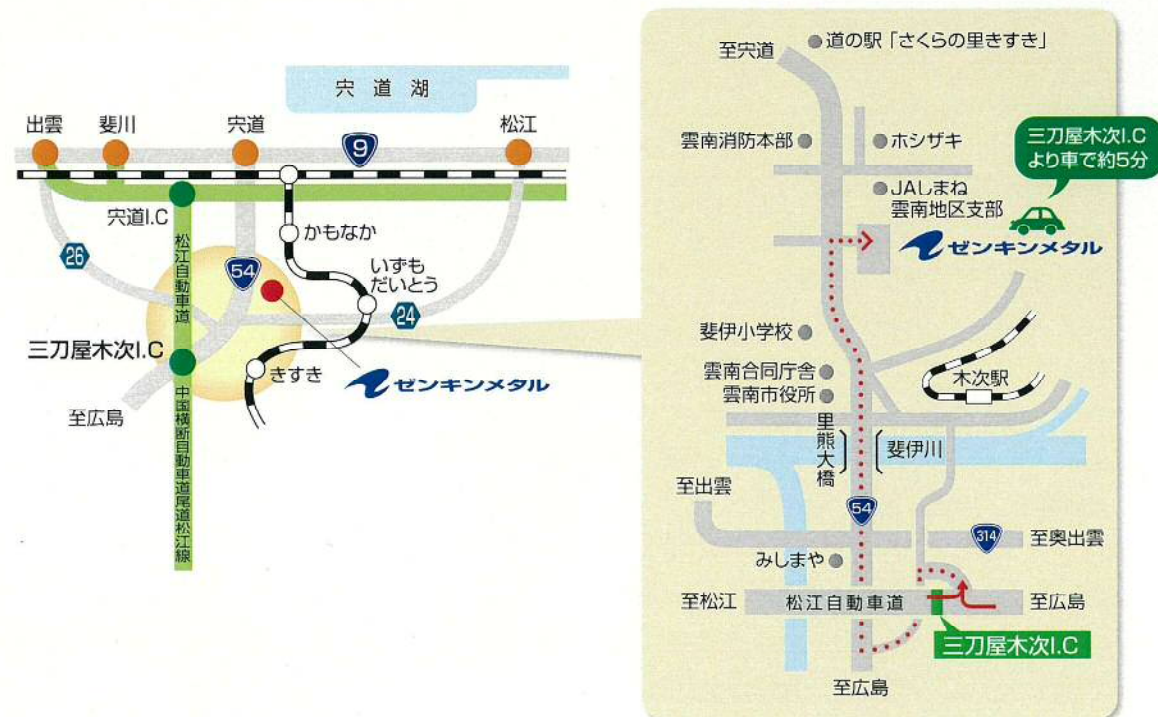 宍道湖
出雲
斐川
宍道
松江
9
宍道I.C
かもなか
26
松江自動車道
54
いずも
だいとう
24
三刀屋木次I.C
きすき
ゼンキンメタル
至広島
中国横断自動車道尾道松江線
至宍道
道の駅「さくらの里きすき」
雲南消防本部
ホシザキ
三刀屋木次I.C
より車で約5分
JAしまね
雲南地区支部
ゼンキンメタル
斐伊小学校
雲南合同庁舎
雲南市役所
木次駅
里熊大橋
斐伊川
至出雲
54
314
至奥出雲
みしまや
至松江
松江自動車道
至広島
三刀屋木次I.C
至広島